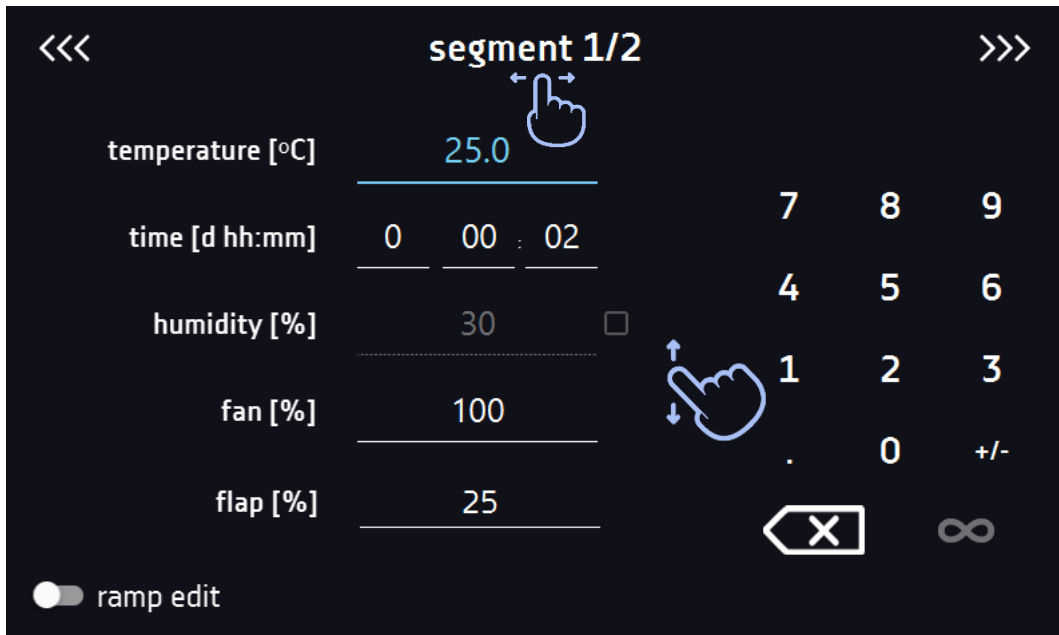 <<< segment 1/2 >>>
temperature [°C] 25.0
time [d hh:mm] 0 00 : 02
humidity [%] 30
fan [%] 100
flap [%] 25
7 8 9
4 5 6
1 2 3
. 0 +/-
X ∞
ramp edit